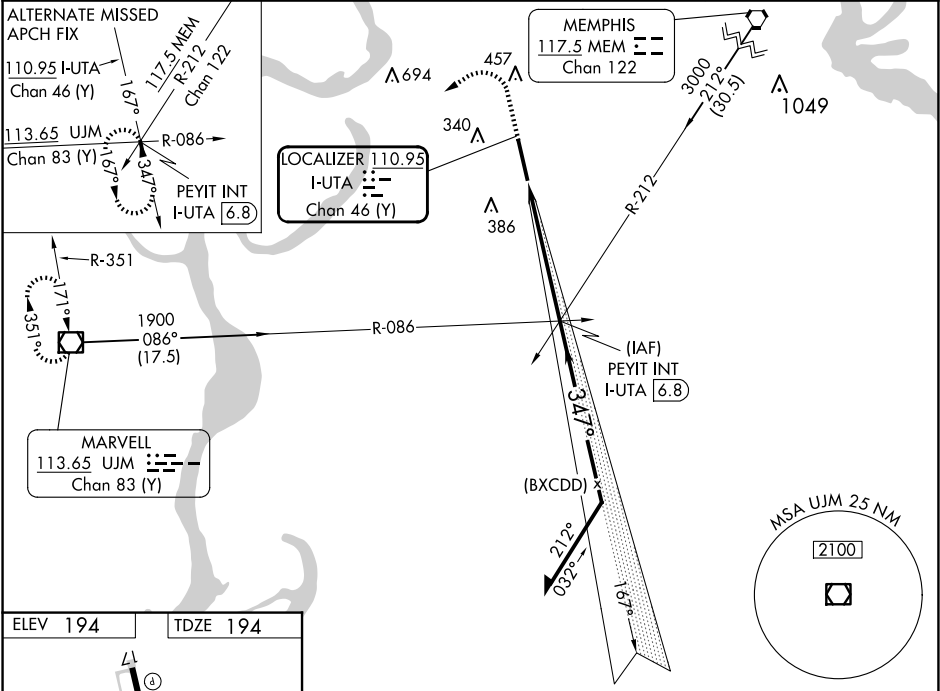 ALTERNATE MISSED
APCH FIX
110.95 I-UTA
Chan 46 (Y)
167°
117.5 MEM
R-212
Chan 122
113.65 UJM
Chan 83 (Y)
R-086
167°
347°
PEYIT INT
I-UTA 6.8
694
457
340
386
MEMPHIS
117.5 MEM
Chan 122
3000
212°
(30.5)
1049
R-212
LOCALIZER 110.95
I-UTA
Chan 46 (Y)
R-351
171°
351°
1900
086°
(17.5)
R-086
(IAF)
PEYIT INT
I-UTA 6.8
347°
MARVELL
113.65 UJM
Chan 83 (Y)
(BXCDD) x
212°
032°
167°
MSA UJM 25 NM
2100
ELEV 194
TDZE 194
17
P